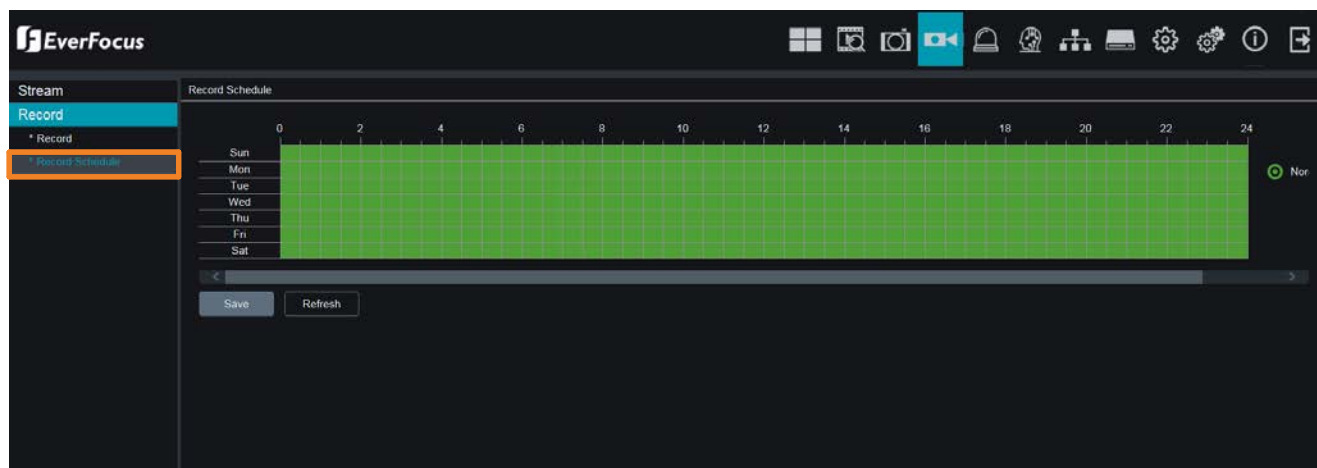 EverFocus
Stream
Record Schedule
Record
* Record
* Record Schedule
0 2 4 6 8 10 12 14 16 18 20 22 24
Sun
Mon
Tue
Wed
Thu
Fri
Sat
Nor
Save Refresh